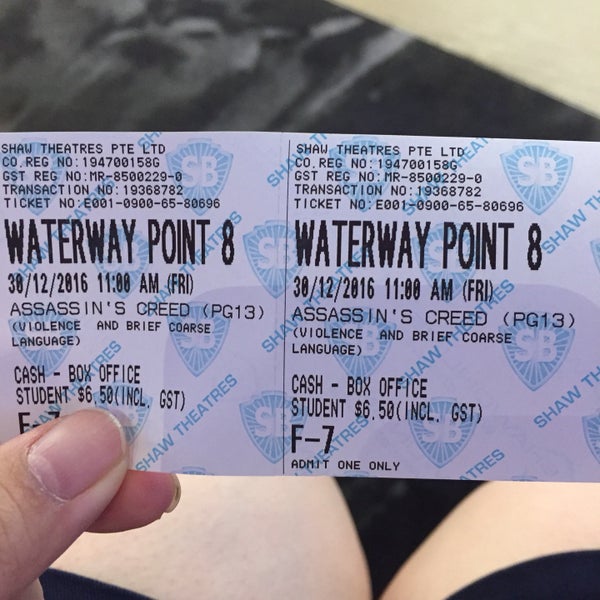 SHAW THEATRES PTE LTD
CO.REG NO:194700158G
GST REG NO:MR-8500229-0
TRANSACTION NO:19368782
TICKET NO:E001-0900-65-80696
WATERWAY POINT 8
30/12/2016 11:00 AM (FRI)
ASSASSIN'S CREED (PG13)
(VIOLENCE AND BRIEF COARSE
LANGUAGE)
CASH - BOX OFFICE
STUDENT $6.50(INCL. GST)
F-7
SHAW THEATRES PTE LTD
CO.REG NO:194700158G
GST REG NO:MR-8500229-0
TRANSACTION NO:19368782
TICKET NO:E001-0900-65-80696
WATERWAY POINT 8
30/12/2016 11:00 AM (FRI)
ASSASSIN'S CREED (PG13)
(VIOLENCE AND BRIEF COARSE
LANGUAGE)
CASH - BOX OFFICE
STUDENT $6.50(INCL. GST)
F-7
ADMIT ONE ONLY
SHAW THEATRES
SB